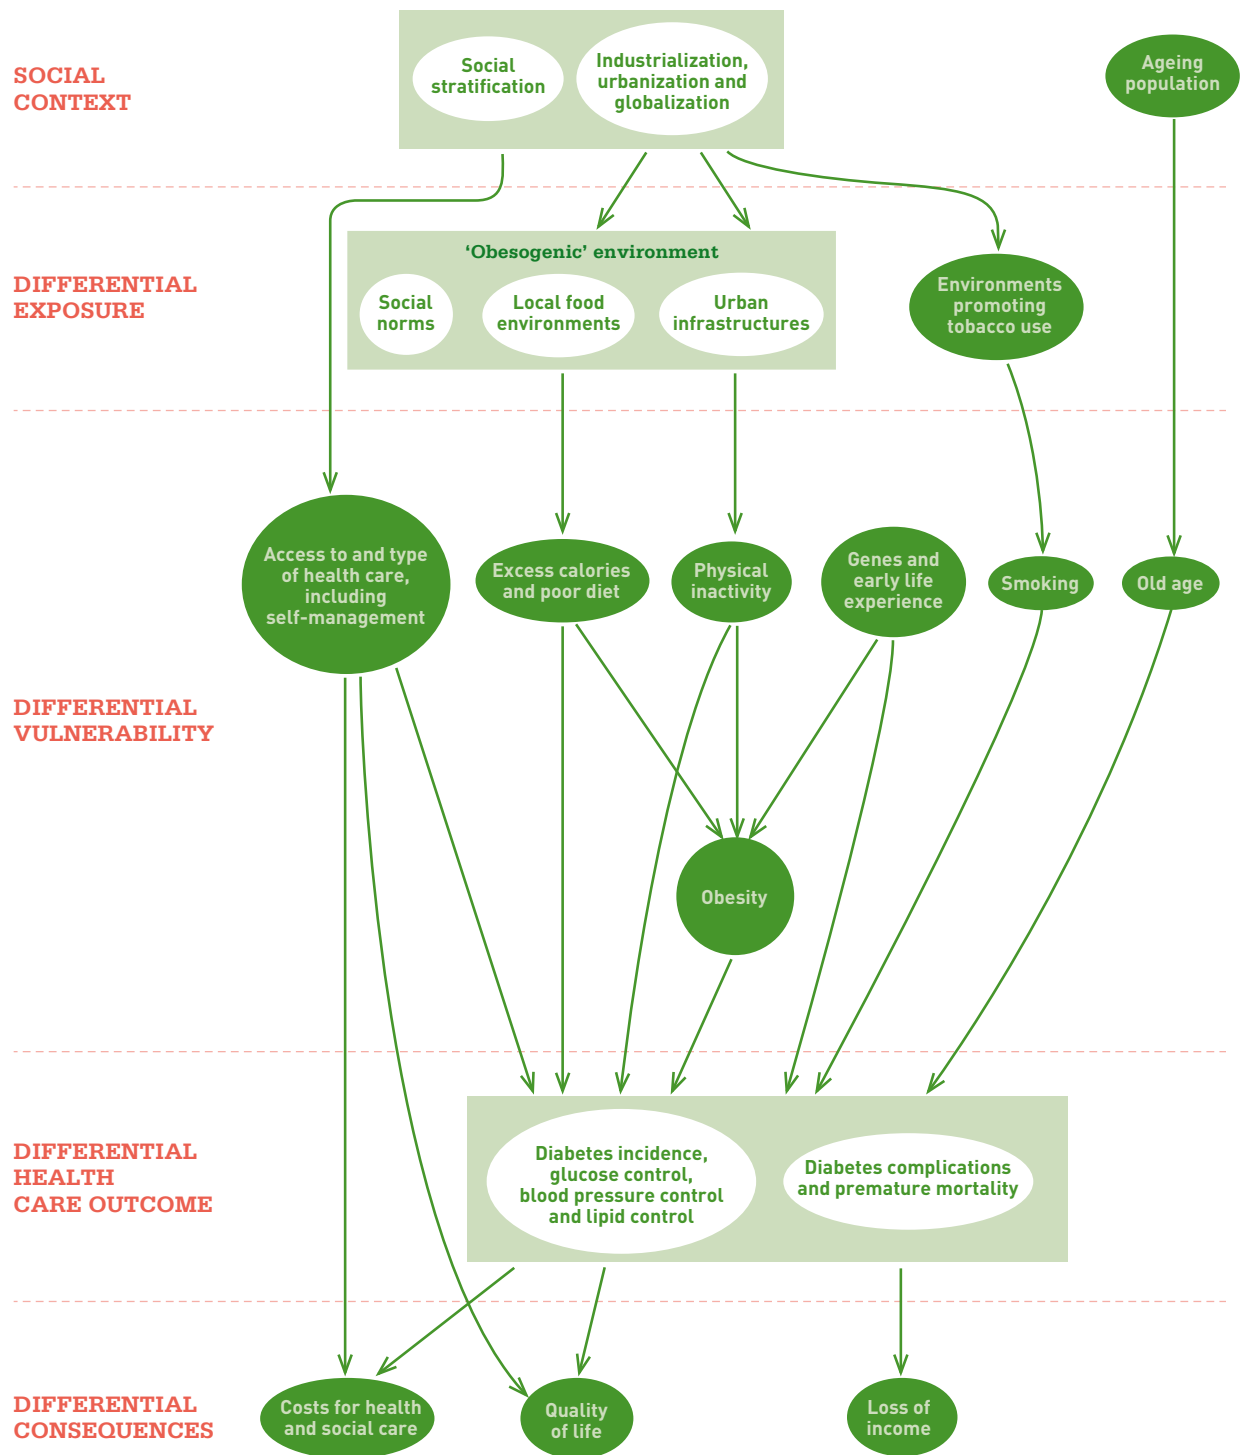 SOCIAL
CONTEXT
Social
stratification
Industrialization,
urbanization and
globalization
Ageing
population
DIFFERENTIAL
EXPOSURE
‘Obesogenic’ environment
Social
norms
Local food
environments
Urban
infrastructures
Environments
promoting
tobacco use
DIFFERENTIAL
VULNERABILITY
Access to and type
of health care,
including
self-management
Excess calories
and poor diet
Physical
inactivity
Genes and
early life
experience
Smoking
Old age
Obesity
DIFFERENTIAL
HEALTH
CARE OUTCOME
Diabetes incidence,
glucose control,
blood pressure control
and lipid control
Diabetes complications
and premature mortality
DIFFERENTIAL
CONSEQUENCES
Costs for health
and social care
Quality
of life
Loss of
income